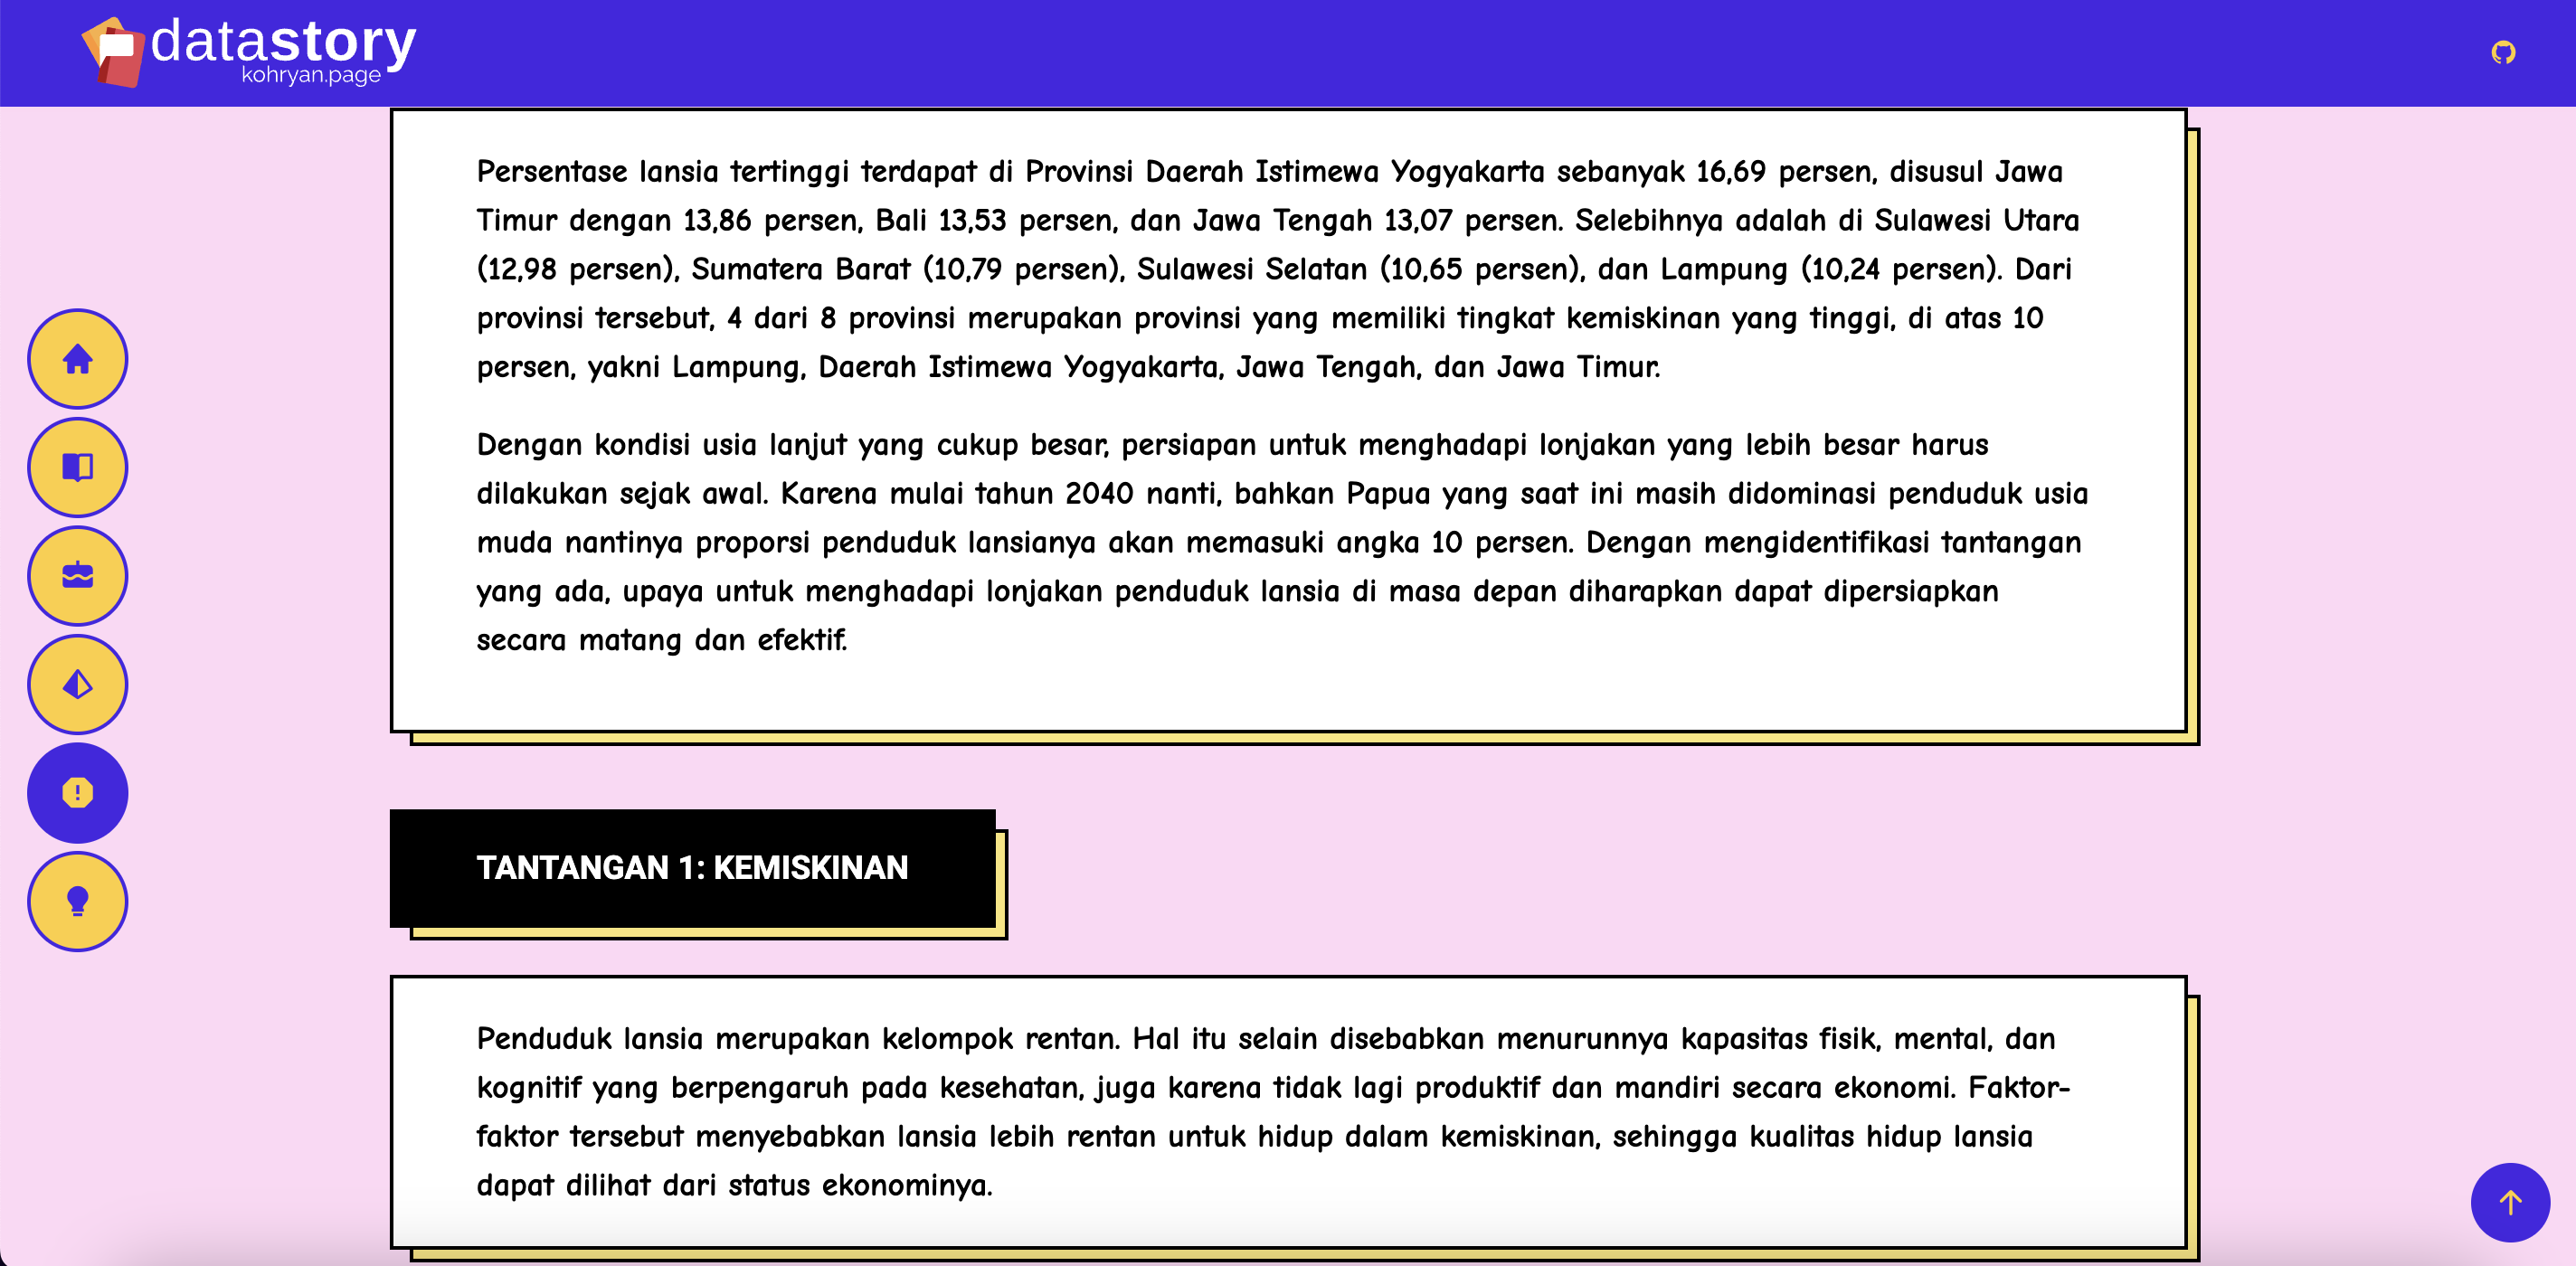 datastory
kohryan.page
Persentase lansia tertinggi terdapat di Provinsi Daerah Istimewa Yogyakarta sebanyak 16,69 persen, disusul Jawa
Timur dengan 13,86 persen, Bali 13,53 persen, dan Jawa Tengah 13,07 persen. Selebihnya adalah di Sulawesi Utara
(12,98 persen), Sumatera Barat (10,79 persen), Sulawesi Selatan (10,65 persen), dan Lampung (10,24 persen). Dari
provinsi tersebut, 4 dari 8 provinsi merupakan provinsi yang memiliki tingkat kemiskinan yang tinggi, di atas 10
persen, yakni Lampung, Daerah Istimewa Yogyakarta, Jawa Tengah, dan Jawa Timur.
Dengan kondisi usia lanjut yang cukup besar, persiapan untuk menghadapi lonjakan yang lebih besar harus
dilakukan sejak awal. Karena mulai tahun 2040 nanti, bahkan Papua yang saat ini masih didominasi penduduk usia
muda nantinya proporsi penduduk lansianya akan memasuki angka 10 persen. Dengan mengidentifikasi tantangan
yang ada, upaya untuk menghadapi lonjakan penduduk lansia di masa depan diharapkan dapat dipersiapkan
secara matang dan efektif.
TANTANGAN 1: KEMISKINAN
Penduduk lansia merupakan kelompok rentan. Hal itu selain disebabkan menurunnya kapasitas fisik, mental, dan
kognitif yang berpengaruh pada kesehatan, juga karena tidak lagi produktif dan mandiri secara ekonomi. Faktor-
faktor tersebut menyebabkan lansia lebih rentan untuk hidup dalam kemiskinan, sehingga kualitas hidup lansia
dapat dilihat dari status ekonominya.